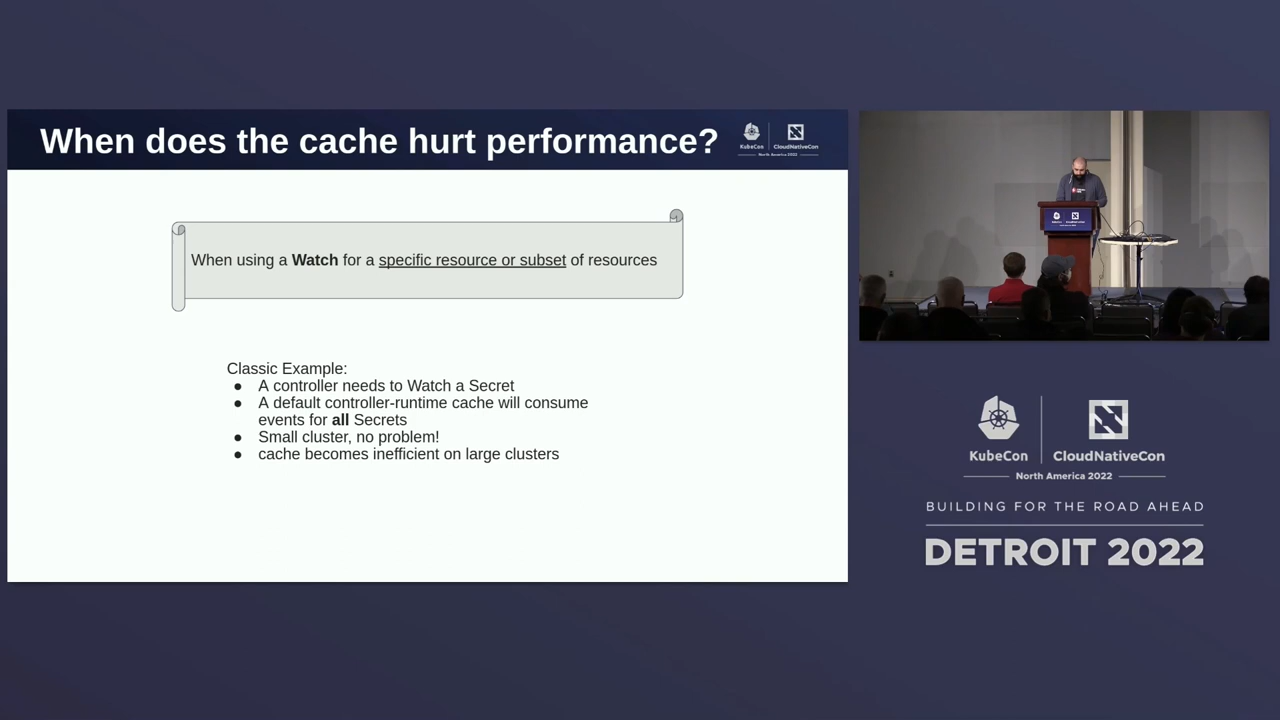 When does the cache hurt performance?
KubeCon
CloudNativeCon
North America 2022
When using a Watch for a specific resource or subset of resources
Classic Example:
● A controller needs to Watch a Secret
● A default controller-runtime cache will consume
events for all Secrets
● Small cluster, no problem!
● cache becomes inefficient on large clusters
KubeCon
CloudNativeCon
North America 2022
BUILDING FOR THE ROAD AHEAD
DETROIT 2022